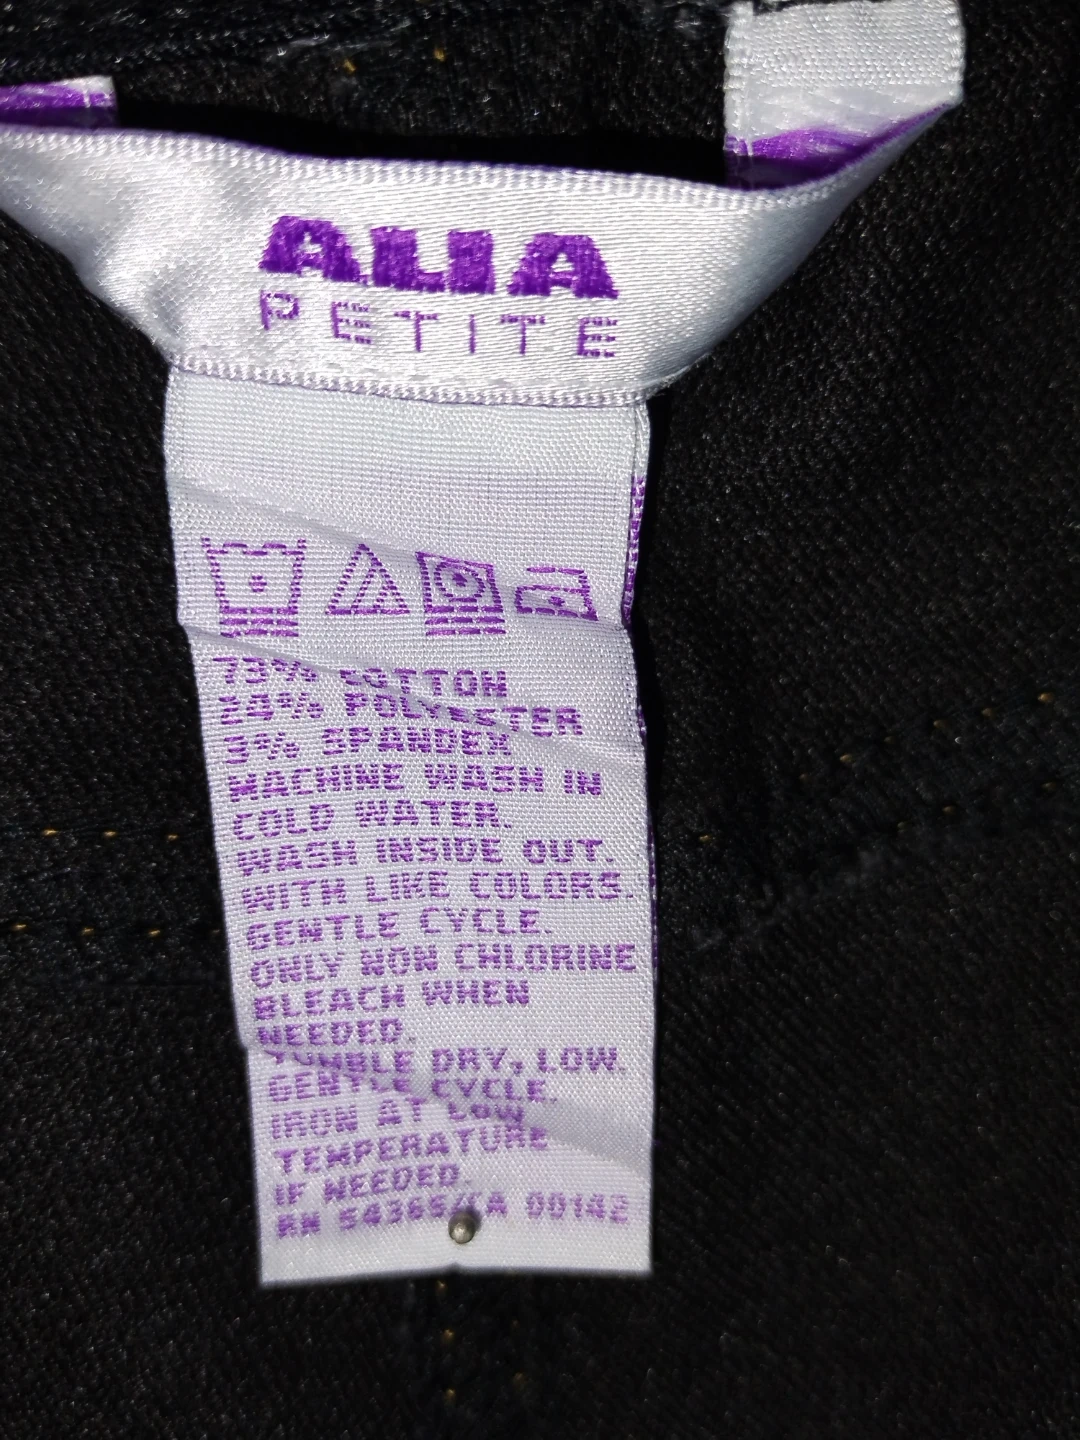 ALIA
PETITE
73% COTTON
24% POLYESTER
3% SPANDEX
MACHINE WASH IN
COLD WATER.
WASH INSIDE OUT.
WITH LIKE COLORS.
GENTLE CYCLE.
ONLY NON CHLORINE
BLEACH WHEN
NEEDED.
TUMBLE DRY, LOW.
GENTLE CYCLE.
IRON AT LOW
TEMPERATURE
IF NEEDED.
RN 54365/CA 00142